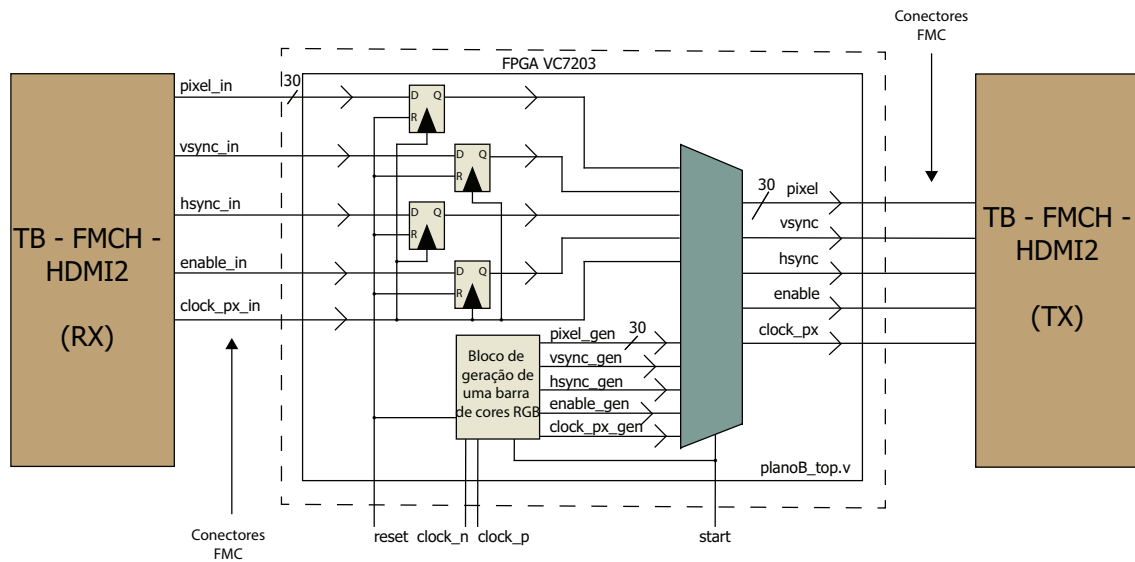 Conectores
FMC
FPGA VC7203
pixel_in
30
D Q
R
vsync_in
D Q
R
hsync_in
D Q
R
enable_in
D Q
R
clock_px_in
TB - FMCH -
HDMI2
(RX)
30
pixel
vsync
hsync
enable
clock_px
TB - FMCH -
HDMI2
(TX)
Bloco de
geração de
uma barra
de cores RGB
pixel_gen
30
vsync_gen
hsync_gen
enable_gen
clock_px_gen
planoB_top.v
reset
clock_n
clock_p
start
Conectores
FMC